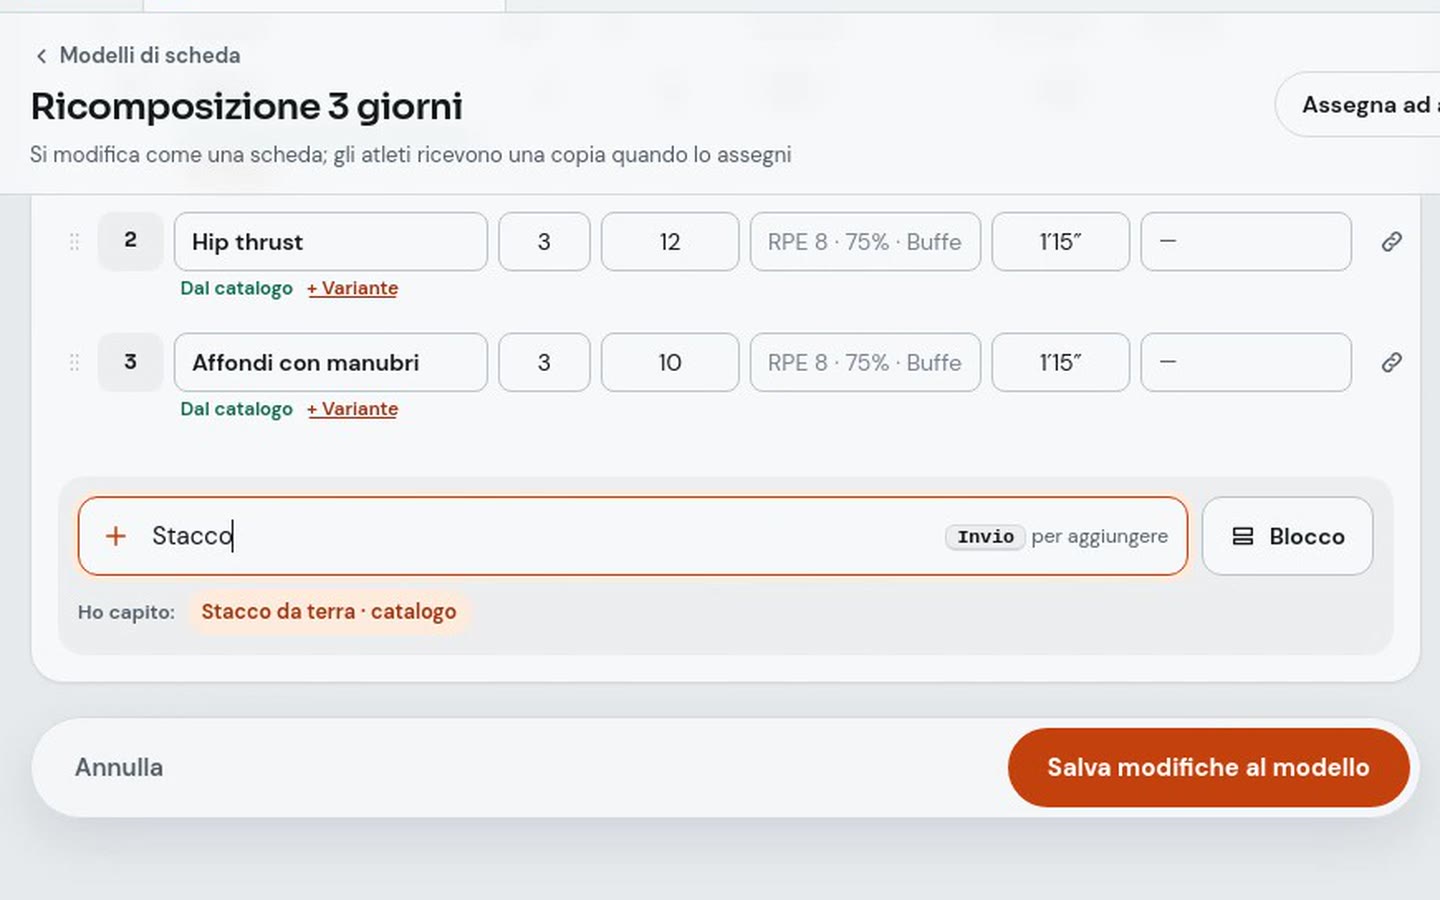 Modelli di scheda
Ricomposizione 3 giorni
Si modifica come una scheda; gli atleti ricevono una copia quando lo assegni
Assegna ad
2 Hip thrust 3 12 RPE 8 · 75% · Buffe 1′15″ —
Dal catalogo + Variante
3 Affondi con manubri 3 10 RPE 8 · 75% · Buffe 1′15″ —
Dal catalogo + Variante
+ Stacco Invio per aggiungere Blocco
Ho capito: Stacco da terra · catalogo
Annulla Salva modifiche al modello